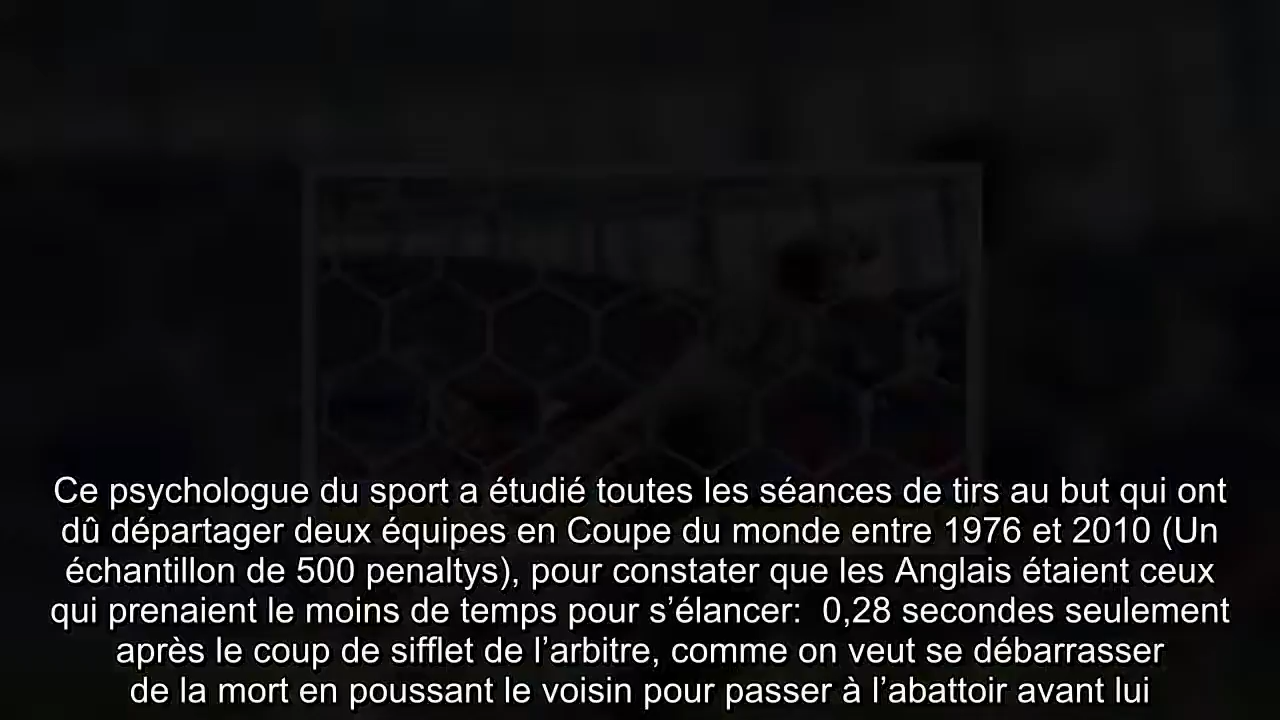 Ce psychologue du sport a étudié toutes les séances de tirs au but qui ont
dû départager deux équipes en Coupe du monde entre 1976 et 2010 (Un
échantillon de 500 penaltys), pour constater que les Anglais étaient ceux
qui prenaient le moins de temps pour s’élancer:  0,28 secondes seulement
après le coup de sifflet de l’arbitre, comme on veut se débarrasser
de la mort en poussant le voisin pour passer à l’abattoir avant lui